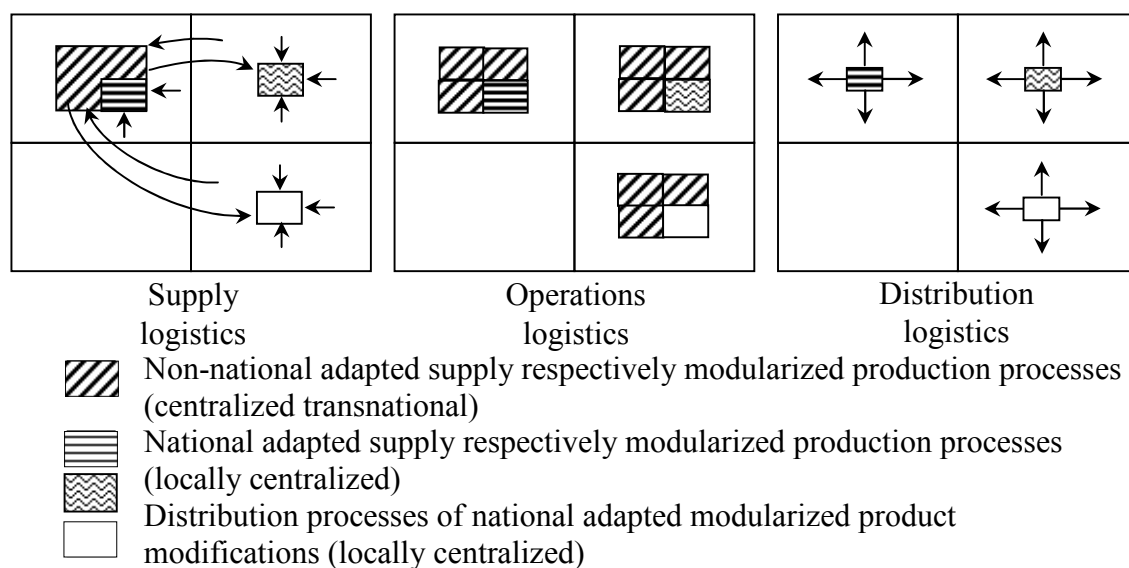 Supply
logistics
Operations
logistics
Distribution
logistics
Non-national adapted supply respectively modularized production processes
(centralized transnational)
National adapted supply respectively modularized production processes
(locally centralized)
Distribution processes of national adapted modularized product
modifications (locally centralized)